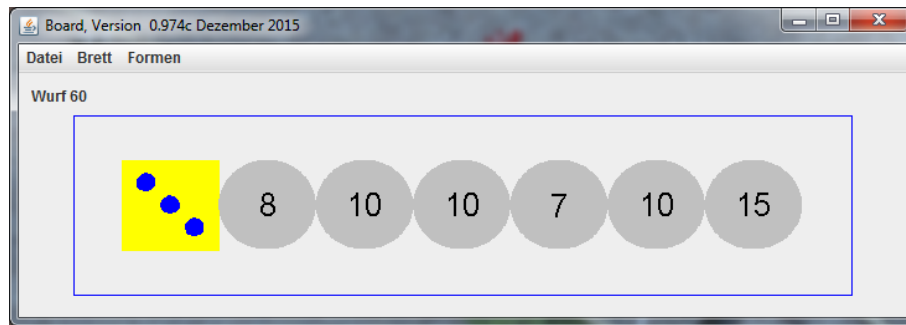 Board, Version 0.974c Dezember 2015
Datei Brett Formen
Wurf 60
8 10 10 7 10 15